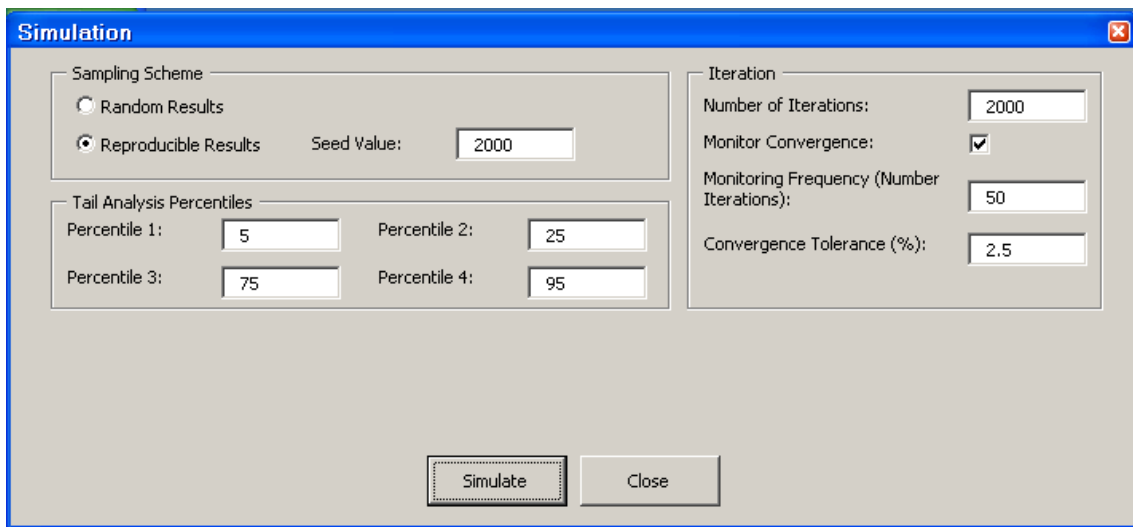 Simulation
Sampling Scheme
Random Results
Reproducible Results Seed Value: 2000
Tail Analysis Percentiles
Percentile 1: 5 Percentile 2: 25
Percentile 3: 75 Percentile 4: 95
Iteration
Number of Iterations: 2000
Monitor Convergence:
Monitoring Frequency (Number
Iterations): 50
Convergence Tolerance (%): 2.5
Simulate Close